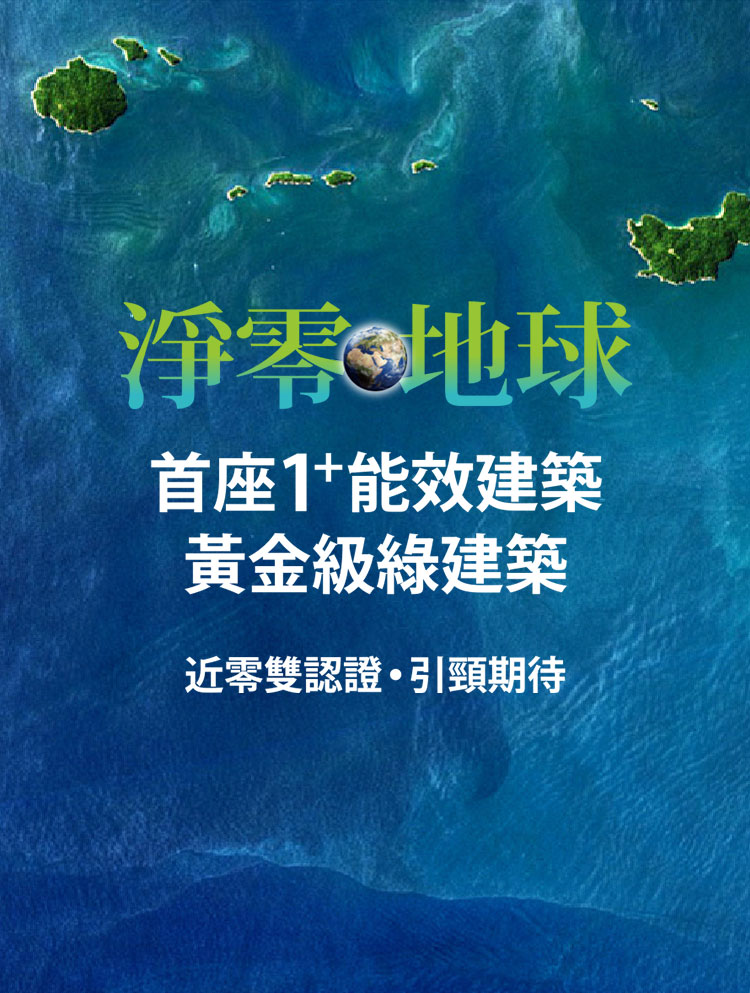 淨零地球
首座1+能效建築
黃金級綠建築
近零雙認證•引頸期待